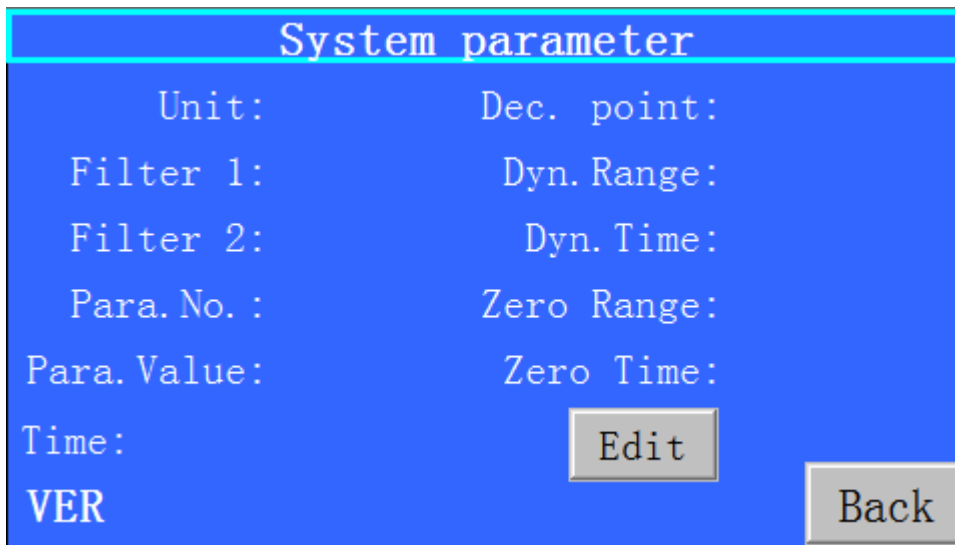 System parameter
Unit: Dec. point:
Filter 1: Dyn.Range:
Filter 2: Dyn.Time:
Para.No.: Zero Range:
Para.Value: Zero Time:
Time: Edit
VER Back